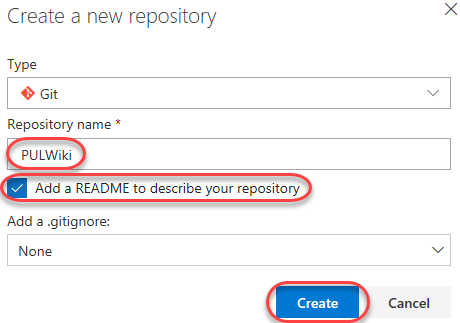 Create a new repository
Type
Git
Repository name *
PULWiki
Add a README to describe your repository
Add a .gitignore:
None
Create Cancel